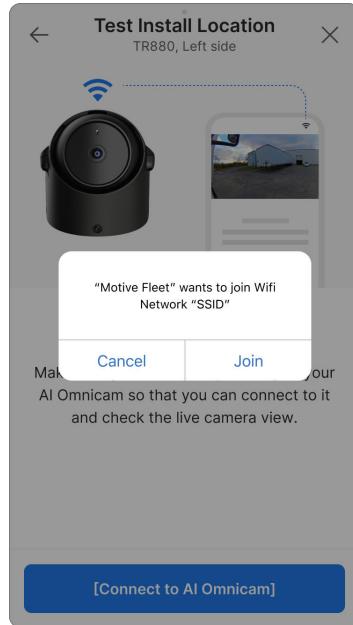 Test Install Location
TR880, Left side
“Motive Fleet” wants to join Wifi
Network “SSID”
Cancel
Join
Mak
our
AI Omnicam so that you can connect to it
and check the live camera view.
[Connect to AI Omnicam]